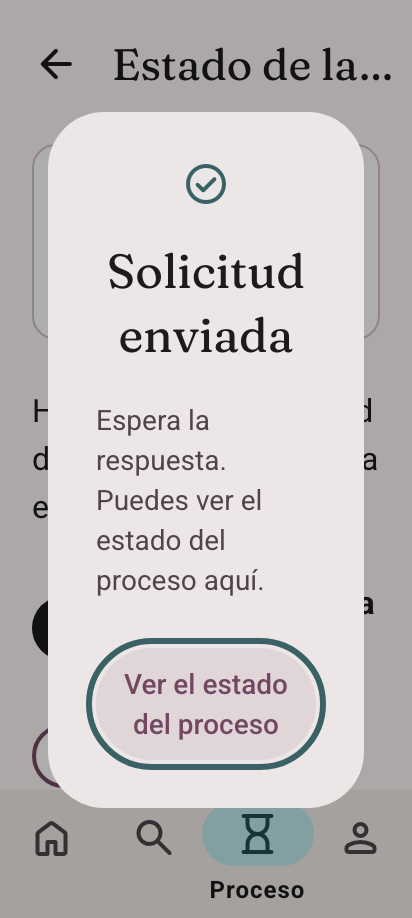 Estado de la...
Solicitud
enviada
Espera la
respuesta.
Puedes ver el
estado del
proceso aquí.
Ver el estado
del proceso
Proceso